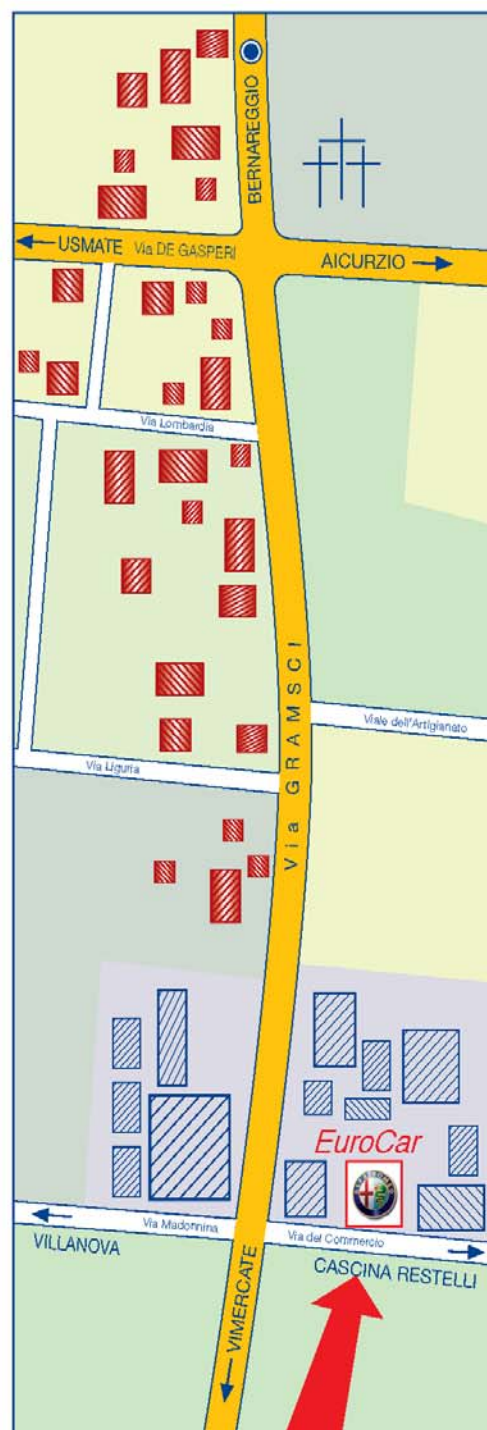 BERNAREGGIO
USMATE Via DE GASPERI
AICURZIO
Via Lombardia
Via GRAMSCI
Viale dell'Artigianato
Via Liguria
EuroCar
Via Madonnina
Via del Commercio
VILLANOVA
CASCINA RESTELLI
VIMERCATE